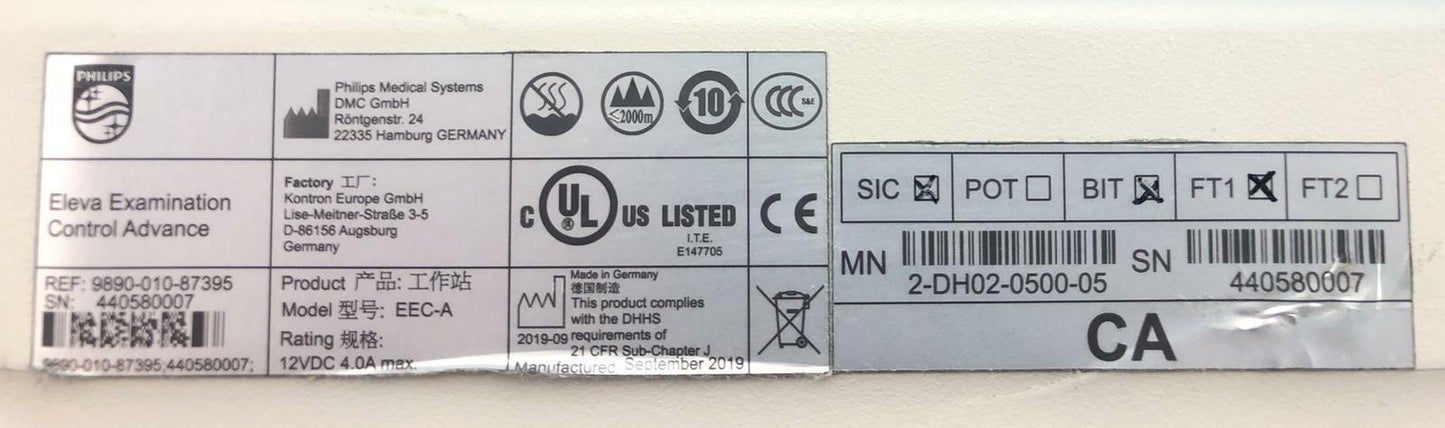 PHILIPS
Philips Medical Systems
DMC GmbH
Röntgenstr. 24
22335 Hamburg GERMANY
≤2000m
10
CCC S&E
Eleva Examination
Control Advance
Factory 工厂:
Kontron Europe GmbH
Lise-Meitner-Straße 3-5
D-86156 Augsburg
Germany
C UL ® US LISTED
I.T.E.
E147705
CE
REF: 9890-010-87395
SN: 440580007
9890-010-87395;440580007;
Product 产品: 工作站
Model 型号: EEC-A
Rating 规格:
12VDC 4.0A max.
2019-09
Made in Germany
德国制造
This product complies
with the DHHS
requirements of
21 CFR Sub-Chapter J
Manufactured September 2019
SIC POT BIT FT1 FT2
MN 2-DH02-0500-05 SN 440580007
CA